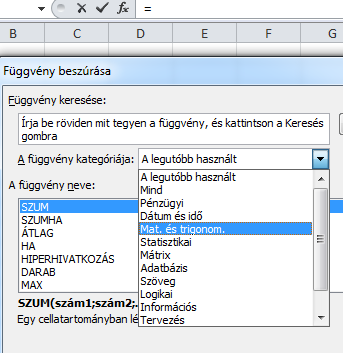 fx =
B C D E F G
Függvény beszúrása
Függvény keresése:
Írja be röviden mit tegyen a függvény, és kattintson a Keresés
gombra
A függvény kategóriája: A legutóbb használt
A legutóbb használt
Mind
Pénzügyi
Dátum és idő
Mat. és trigonom.
Statisztikai
Mátrix
Adatbázis
Szöveg
Logikai
Információs
Tervezés
A függvény neve:
SZUM
SZUMHA
ÁTLAG
HA
HIPERHIVATKOZÁS
DARAB
MAX
SZUM(szám1;szám2;.
Egy cellatartományban lé